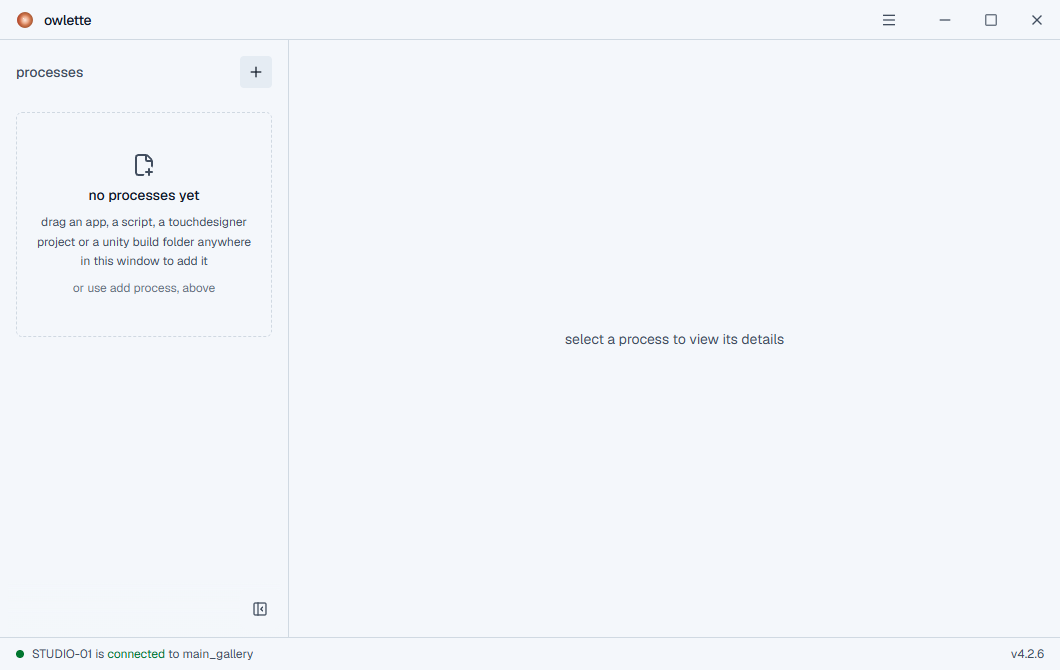 owlette
processes
no processes yet
drag an app, a script, a touchdesigner
project or a unity build folder anywhere
in this window to add it
or use add process, above
select a process to view its details
STUDIO-01 is connected to main_gallery
v4.2.6